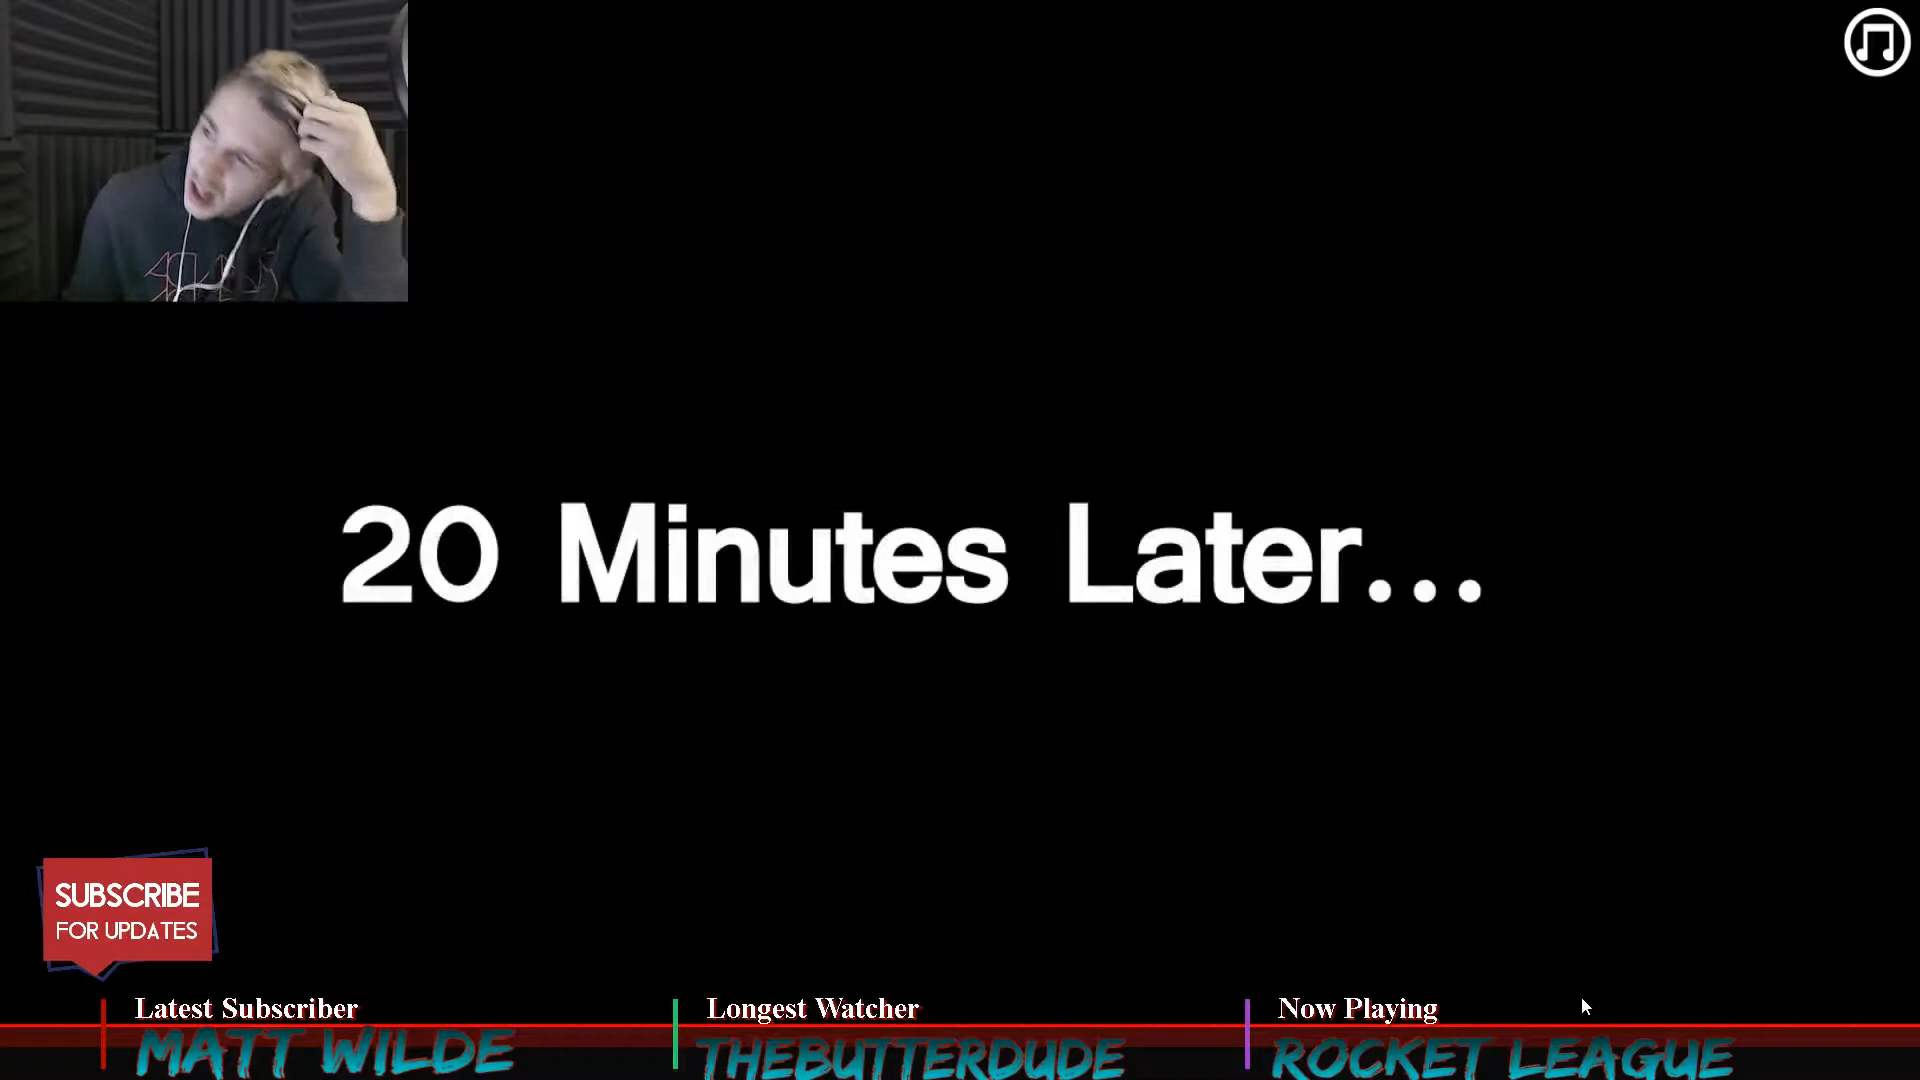 20 Minutes Later...
SUBSCRIBE
FOR UPDATES
Latest Subscriber
MATT WILDE
Longest Watcher
THEBUTTERDUDE
Now Playing
ROCKET LEAGUE